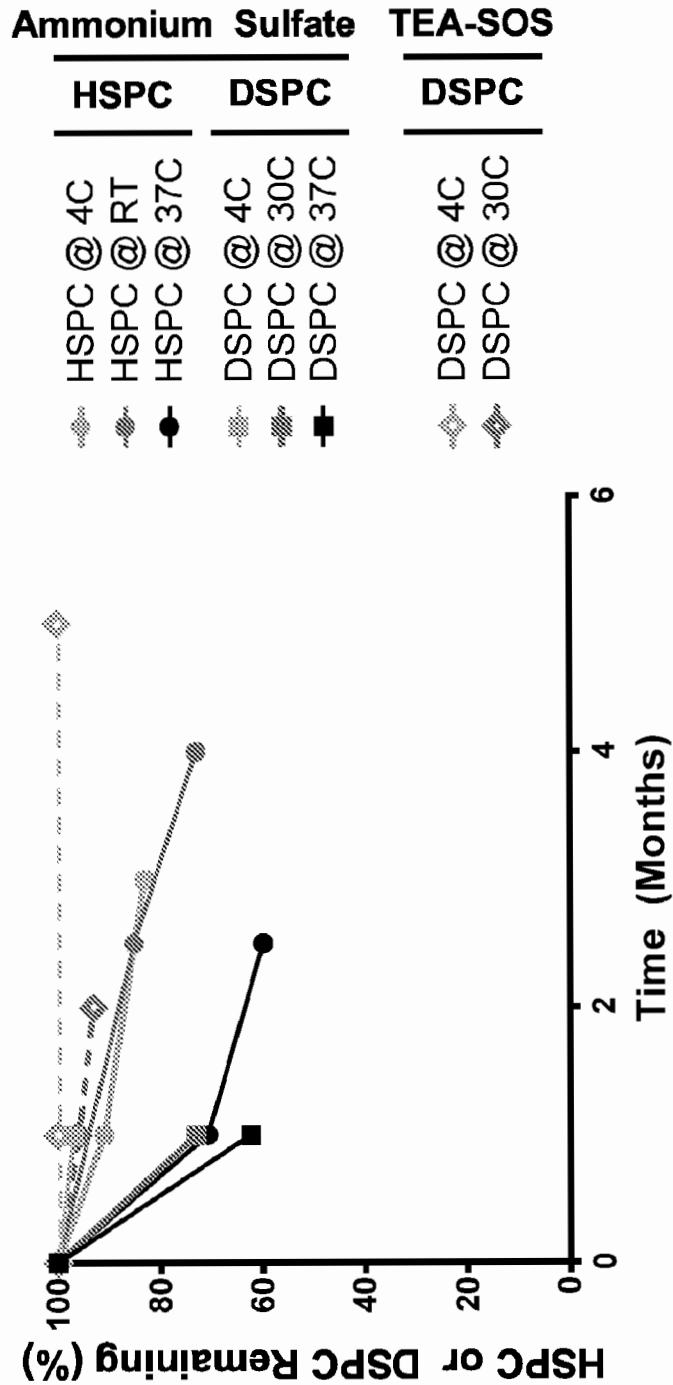 Ammonium Sulfate
HSPC
HSPC @ 4C
HSPC @ RT
HSPC @ 37C
DSPC
DSPC @ 4C
DSPC @ 30C
DSPC @ 37C
TEA-SOS
DSPC
DSPC @ 4C
DSPC @ 30C
HSPC or DSPC Remaining (%)
100
80
60
40
20
0
0
2
4
6
Time (Months)